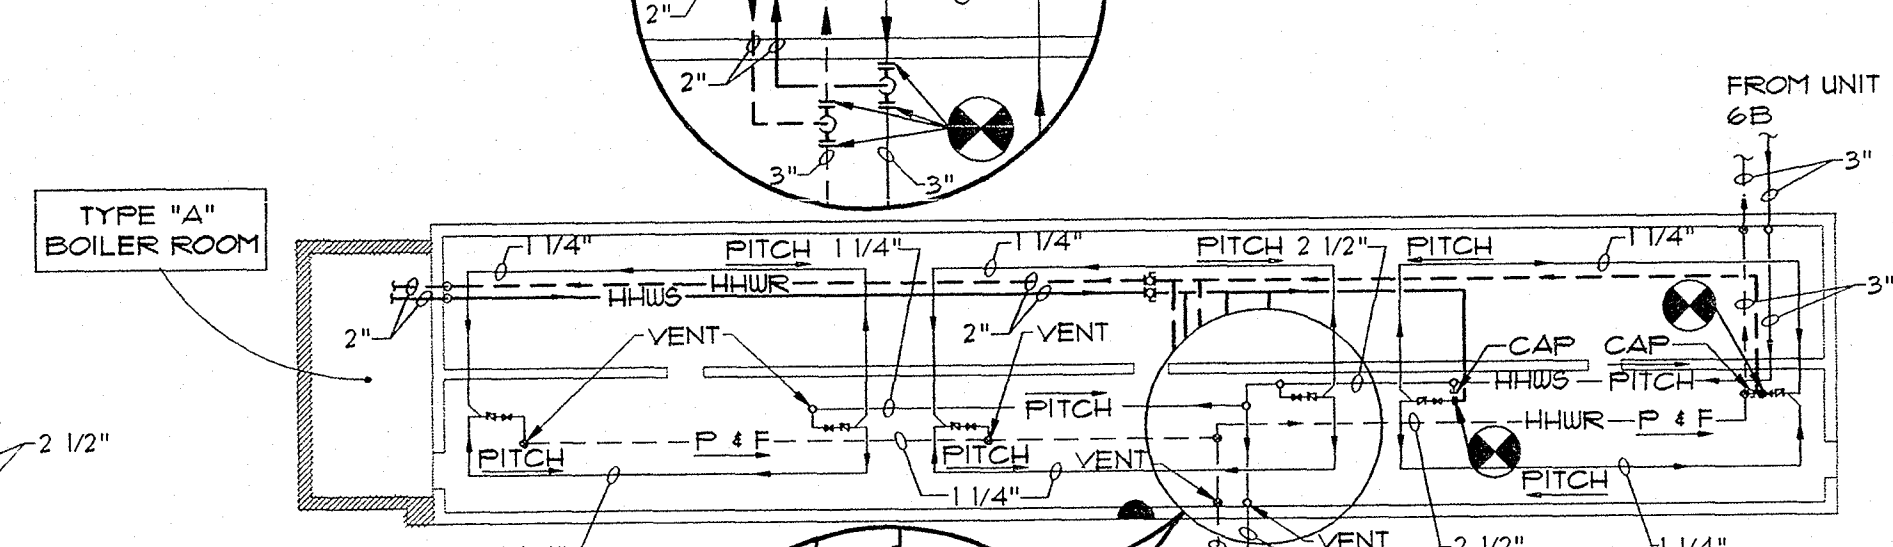 2"
2"
3"
3"
FROM UNIT
6B
3"
TYPE "A"
BOILER ROOM
1 1/4"
PITCH
1 1/4"
1 1/4"
PITCH
2 1/2"
PITCH
1 1/4"
HHWR
HHWS
3"
2"
VENT
2"
VENT
CAP
CAP
HHWS
PITCH
PITCH
HHWR
P & F
2 1/2"
P & F
PITCH
PITCH
VENT
PITCH
1 1/4"
VENT
2 1/2"
1 1/4"